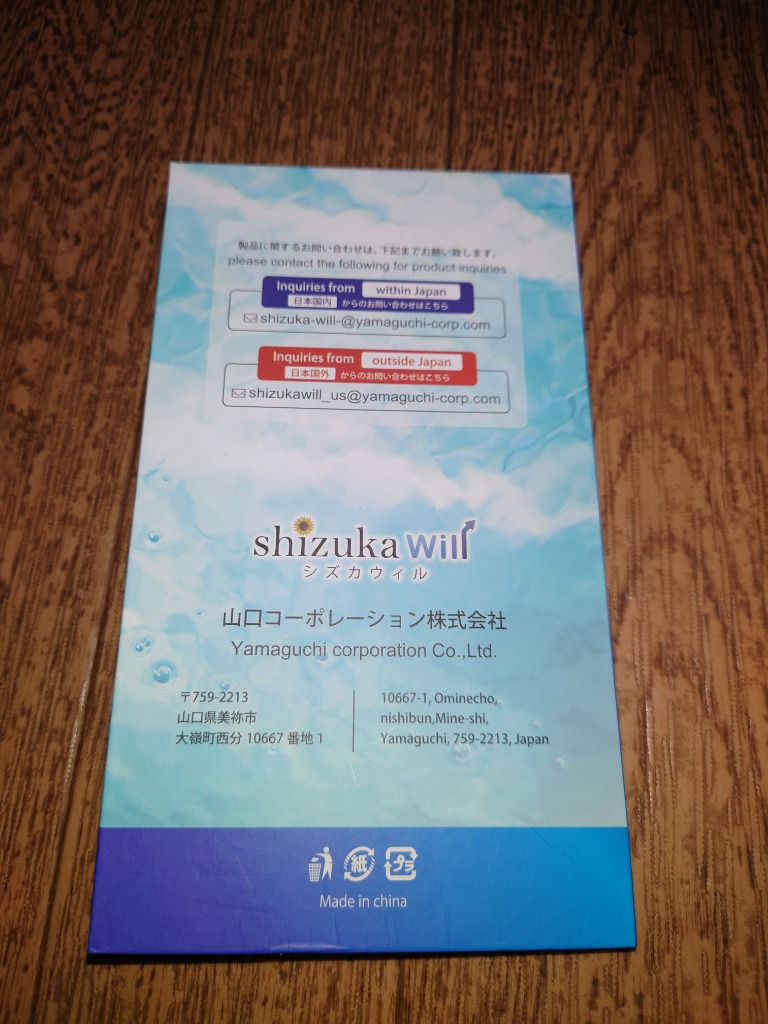 製品に関するお問い合わせは、下記までお願い致します。
please contact the following for product inquiries
Inquiries from within Japan
日本国内 からのお問い合わせはこちら
shizuka-will-@yamaguchi-corp.com
Inquiries from outside Japan
日本国外 からのお問い合わせはこちら
shizukawill_us@yamaguchi-corp.com
shizuka will
シズカウィル
山口コーポレーション株式会社
Yamaguchi corporation Co.,Ltd.
〒759-2213
山口県美祢市
大嶺町西分 10667 番地 1
10667-1, Ominecho,
nishibun,Mine-shi,
Yamaguchi, 759-2213, Japan
紙 プラ
Made in china